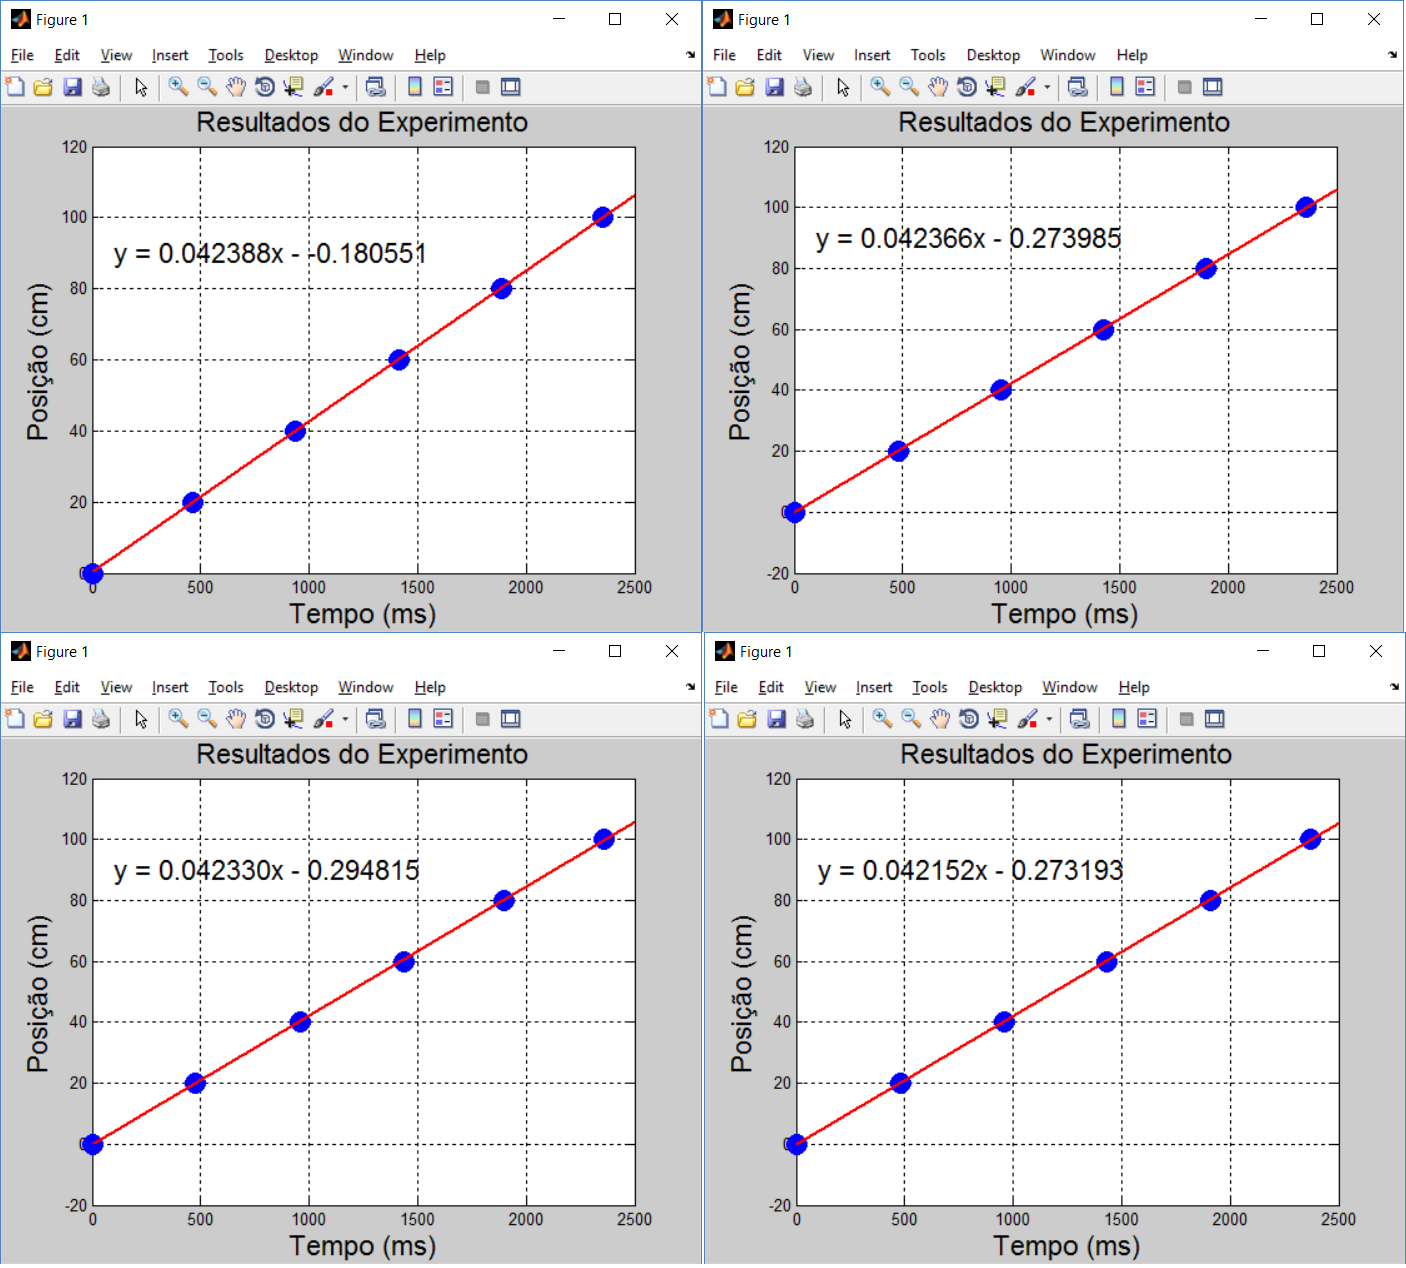 Figure 1
File Edit View Insert Tools Desktop Window Help
Resultados do Experimento
120
100
80
60
40
20
0
y = 0.042388x - -0.180551
Posição (cm)
0 500 1000 1500 2000 2500
Tempo (ms)
Figure 1
File Edit View Insert Tools Desktop Window Help
Resultados do Experimento
120
100
80
60
40
20
0
-20
y = 0.042366x - 0.273985
Posição (cm)
0 500 1000 1500 2000 2500
Tempo (ms)
Figure 1
File Edit View Insert Tools Desktop Window Help
Resultados do Experimento
120
100
80
60
40
20
0
-20
y = 0.042330x - 0.294815
Posição (cm)
0 500 1000 1500 2000 2500
Tempo (ms)
Figure 1
File Edit View Insert Tools Desktop Window Help
Resultados do Experimento
120
100
80
60
40
20
0
-20
y = 0.042152x - 0.273193
Posição (cm)
0 500 1000 1500 2000 2500
Tempo (ms)